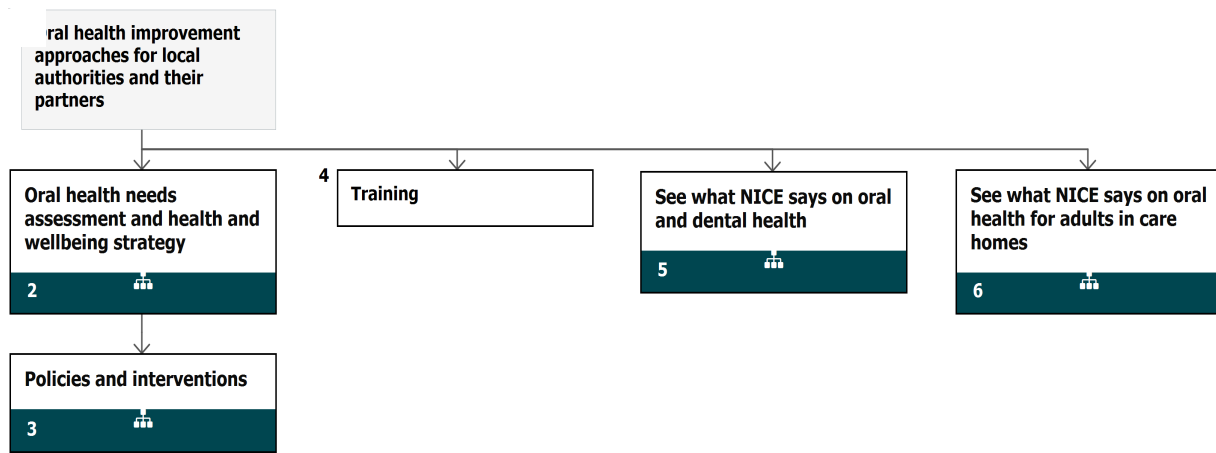 ral health improvement
approaches for local
authorities and their
partners
Oral health needs
assessment and health and
wellbeing strategy
2
4
Training
See what NICE says on oral
and dental health
5
See what NICE says on oral
health for adults in care
homes
6
Policies and interventions
3